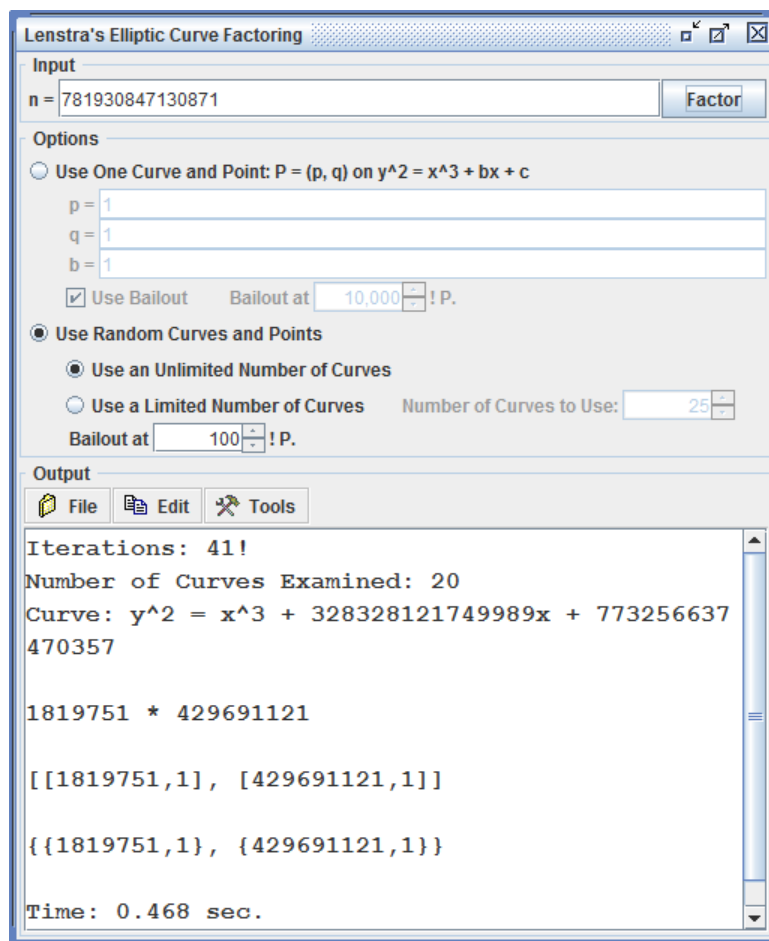 Lenstra's Elliptic Curve Factoring
Input
n = 781930847130871 Factor
Options
Use One Curve and Point: P = (p, q) on y^2 = x^3 + bx + c
p = 1
q = 1
b = 1
Use Bailout Bailout at 10,000 ! P.
Use Random Curves and Points
Use an Unlimited Number of Curves
Use a Limited Number of Curves Number of Curves to Use: 25
Bailout at 100 ! P.
Output
File Edit Tools
Iterations: 41!
Number of Curves Examined: 20
Curve: y^2 = x^3 + 328328121749989x + 773256637
470357
1819751 * 429691121
[[1819751,1], [429691121,1]]
{{1819751,1}, {429691121,1}}
Time: 0.468 sec.